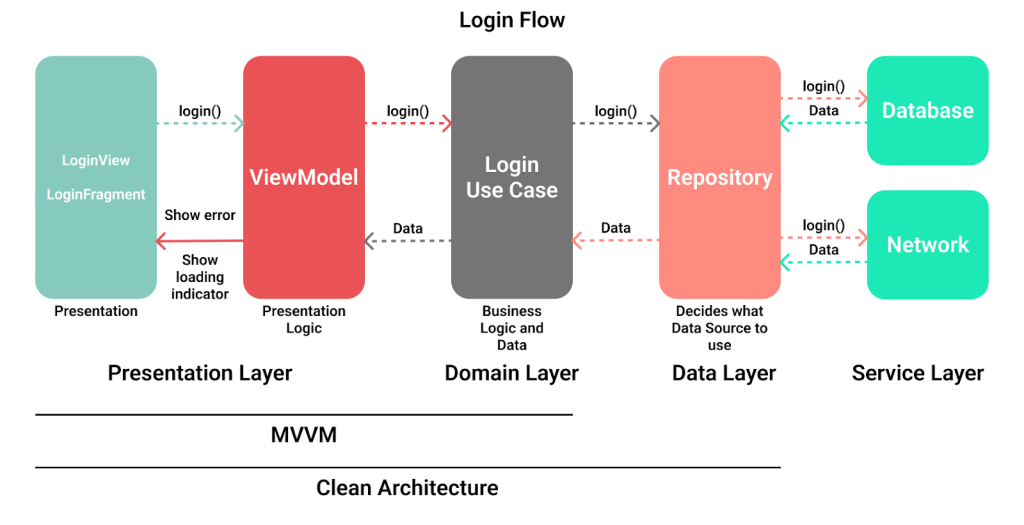 Login Flow
LoginView
LoginFragment
login()
Show error
Show
loading
indicator
Presentation
ViewModel
Presentation
Logic
login()
Data
Login
Use Case
Business
Logic and
Data
login()
Data
Repository
Decides what
Data Source to
use
login()
Data
Database
login()
Data
Network
Presentation Layer
Domain Layer
Data Layer
Service Layer
MVVM
Clean Architecture